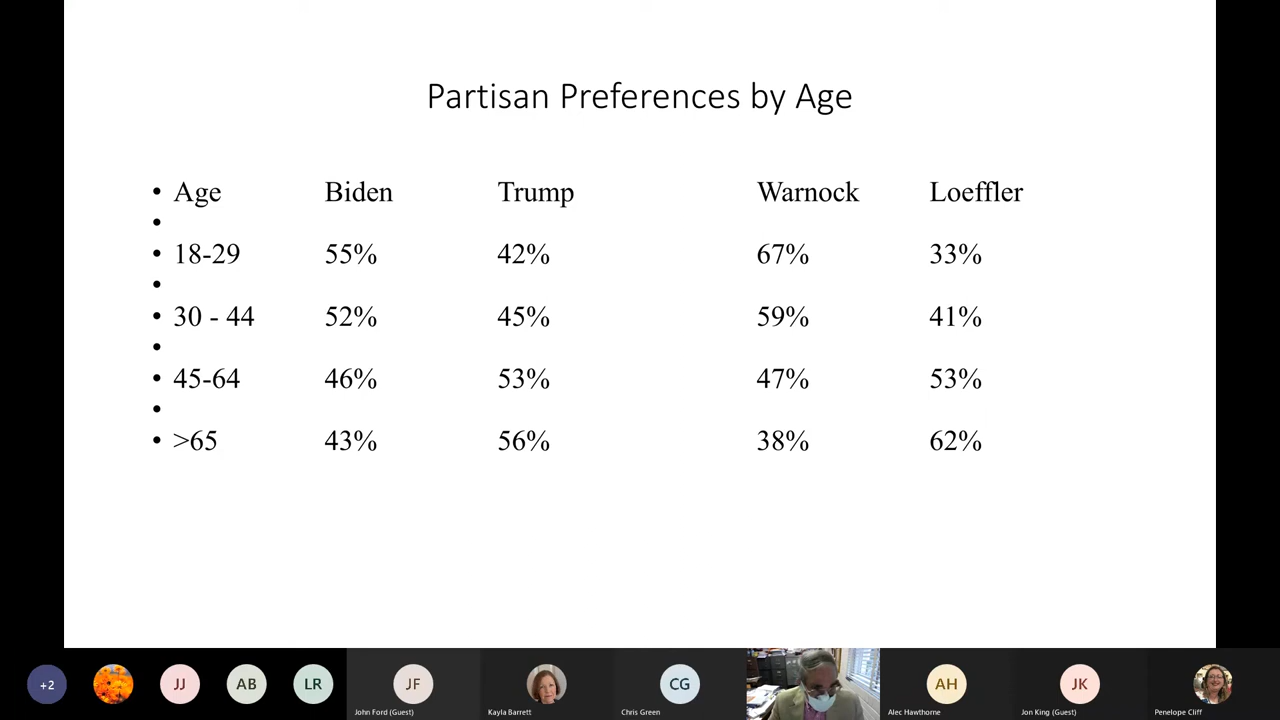 Partisan Preferences by Age
• Age Biden Trump Warnock Loeffler
•
• 18-29 55% 42% 67% 33%
•
• 30 - 44 52% 45% 59% 41%
•
• 45-64 46% 53% 47% 53%
•
• >65 43% 56% 38% 62%
+2 JJ AB LR JF CG AH JK
John Ford (Guest) Kayla Barrett Chris Green Alec Hawthorne Jon King (Guest) Penelope Cliff